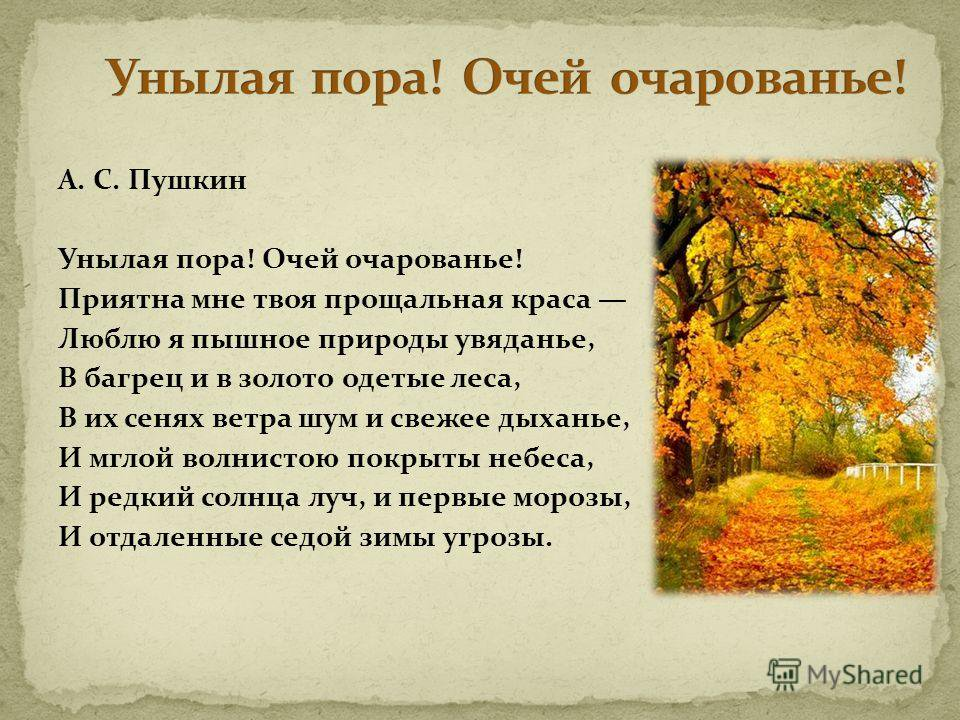 Унылая пора! Очей очарованье!
А. С. Пушкин
Унылая пора! Очей очарованье!
Приятна мне твоя прощальная краса —
Люблю я пышное природы увяданье,
В багрец и в золото одетые леса,
В их сенях ветра шум и свежее дыханье,
И мглой волнистою покрыты небеса,
И редкий солнца луч, и первые морозы,
И отдаленные седой зимы угрозы.
MyShared